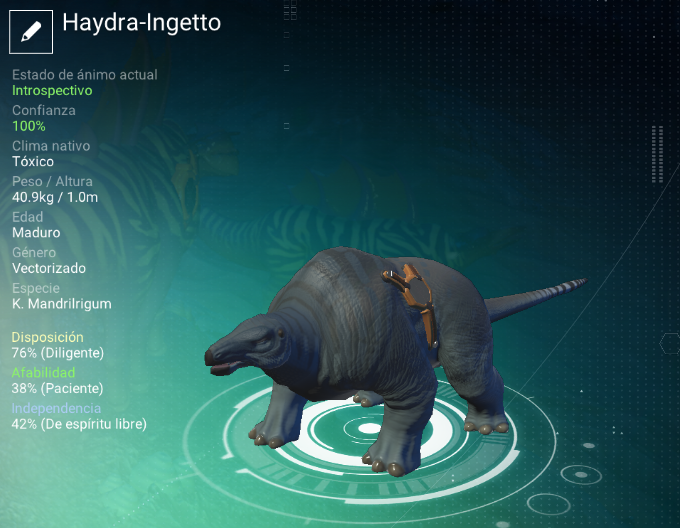 Haydra-Ingetto
Estado de ánimo actual
Introspectivo
Confianza
100%
Clima nativo
Tóxico
Peso / Altura
40.9kg / 1.0m
Edad
Maduro
Género
Vectorizado
Especie
K. Mandrilrigum
Disposición
76% (Diligente)
Afabilidad
38% (Paciente)
Independencia
42% (De espíritu libre)